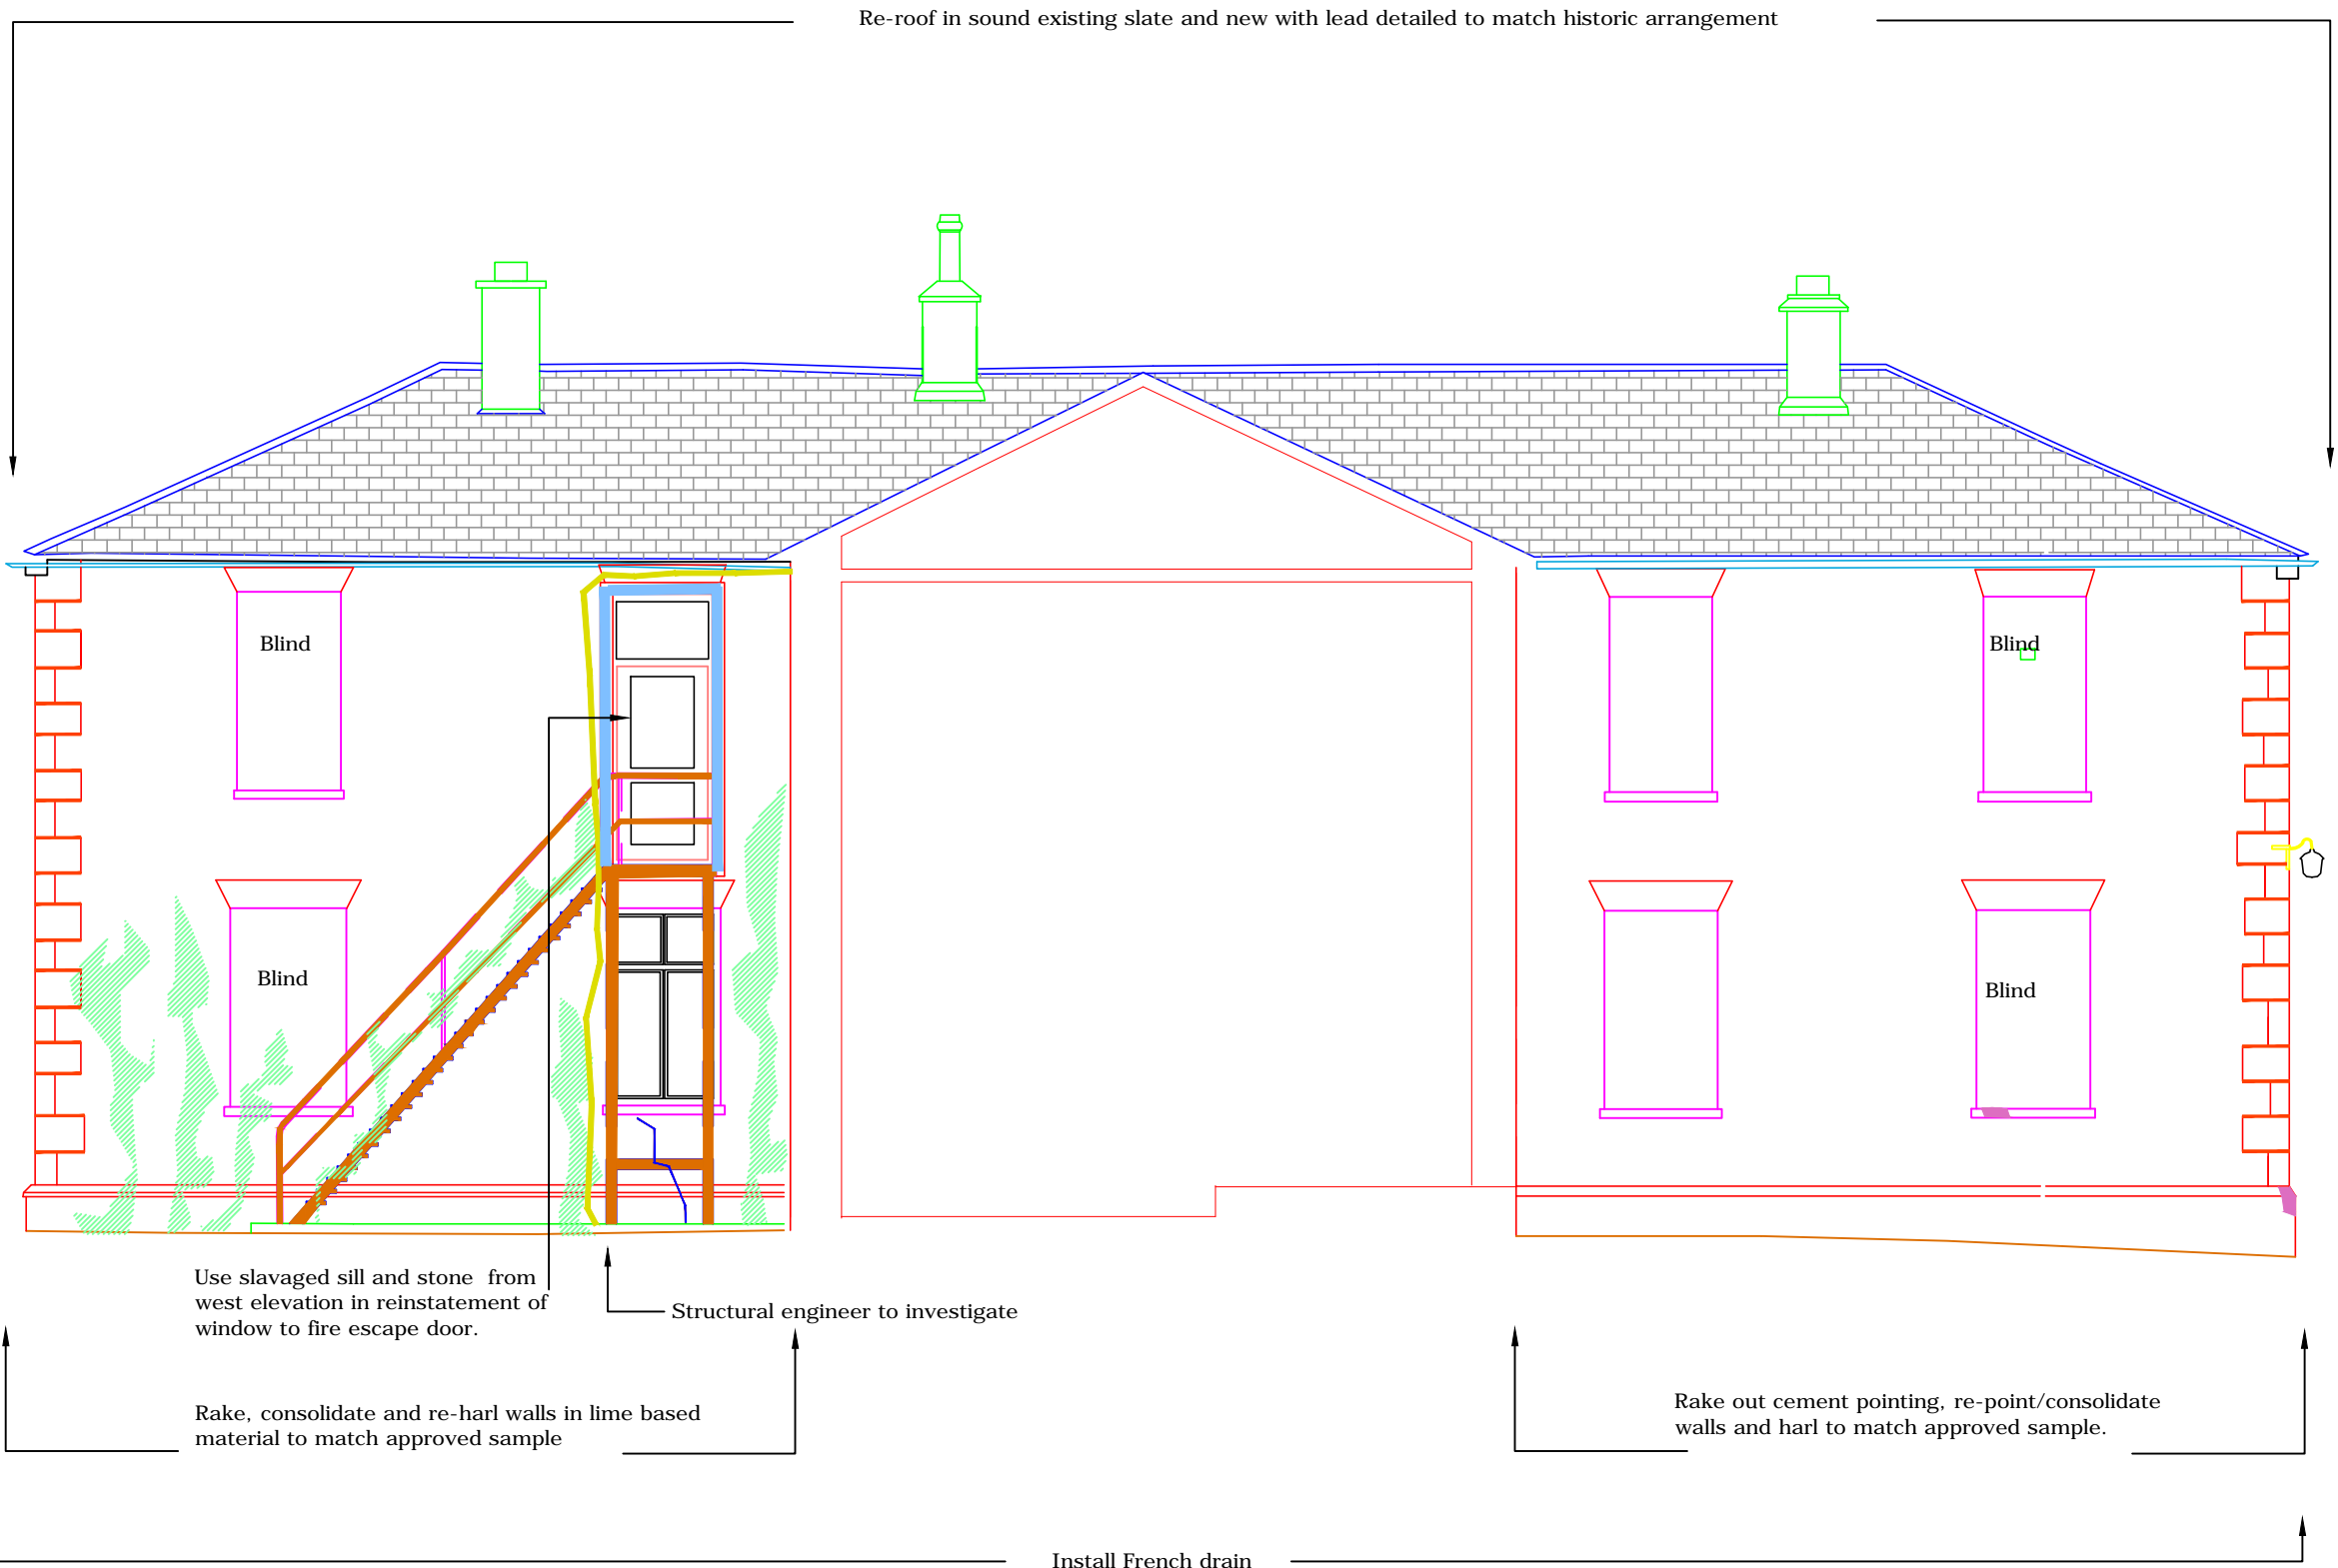 Re-roof in sound existing slate and new with lead detailed to match historic arrangement
Blind
Blind
Blind
Blind
Use slavaged sill and stone from
west elevation in reinstatement of
window to fire escape door.
Structural engineer to investigate
Rake, consolidate and re-harl walls in lime based
material to match approved sample
Rake out cement pointing, re-point/consolidate
walls and harl to match approved sample.
Install French drain